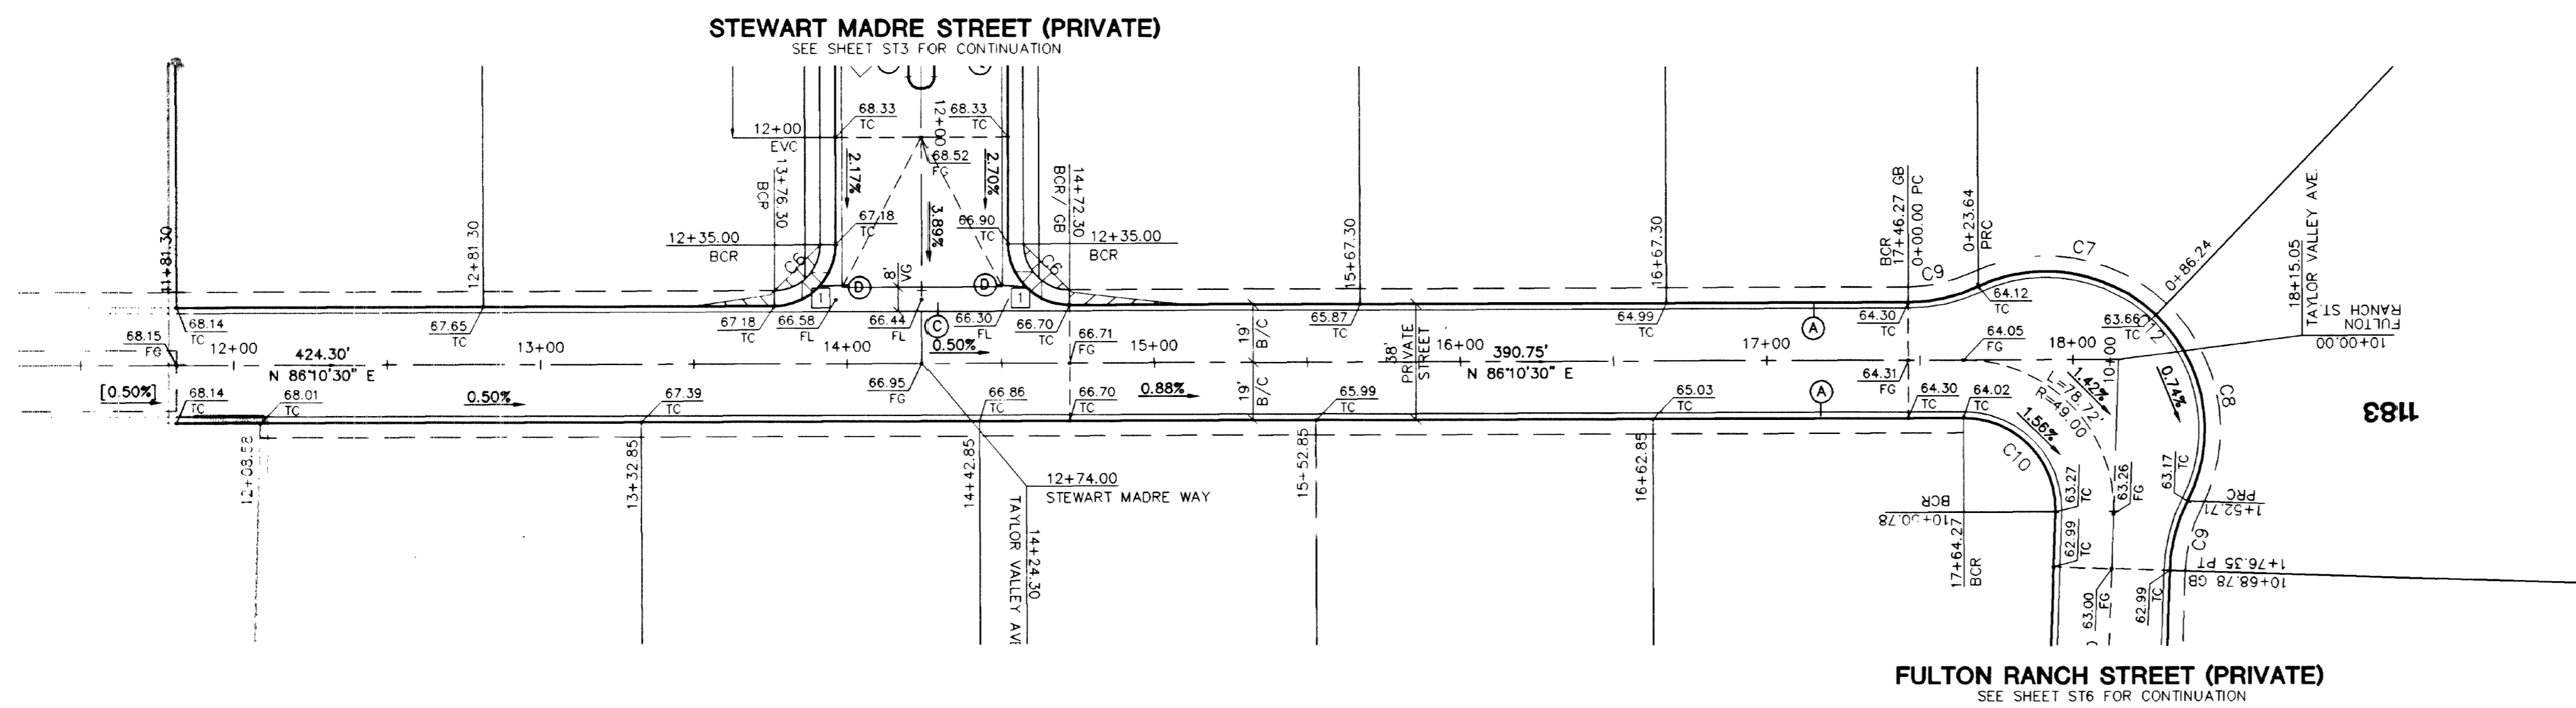 STEWART MADRE STREET (PRIVATE)
SEE SHEET ST3 FOR CONTINUATION
11+81.30
12+81.30
12+00
EVC
13+76.30
BCR
68.33
TC
12+00
68.33
TC
68.52
FG
2.17%
2.70%
3.89%
67.18
TC
66.90
TC
12+35.00
BCR
12+35.00
BCR
14+72.30
BCR/ GB
C6
C6
8'
VG
D
D
1
1
15+67.30
16+67.30
BCR
17+46.27 GB
0+00.00 PC
0+23.64
PRC
C9
C7
0+86.24
18+15.05
TAYLOR VALLEY AVE.
FULTON
RANCH ST.
10+00.00
68.14
TC
67.65
TC
67.18
TC
66.58
FL
66.44
FL
C
66.30
FL
66.70
TC
65.87
TC
64.99
TC
A
64.30
TC
64.12
TC
63.66
TC
C12
68.15
FG
12+00
424.30'
N 86°10'30" E
13+00
14+00
0.50%
66.71
FG
15+00
19'
B/C
19'
B/C
38'
PRIVATE
STREET
16+00
390.75'
N 86°10'30" E
17+00
64.31
FG
64.05
FG
18+00
10+00
1.42%
L=78.72'
R=49.00
0.74%
C8
1183
[0.50%]
68.14
TC
68.01
TC
0.50%
67.39
TC
66.95
FG
66.86
TC
66.70
TC
0.88%
65.99
TC
65.03
TC
A
64.30
TC
64.02
TC
1.56%
C10
12+08.58
13+32.85
14+42.85
12+74.00
STEWART MADRE WAY
TAYLOR VALLEY AV
14+24.30
15+52.85
16+62.85
17+64.27
BCR
BCR
10+50.78
63.27
TC
63.26
FG
63.17
TC
PRC
1+52.71
62.99
TC
C9
1+76.35 PT
10+68.78 GB
63.00
FG
62.99
TC
FULTON RANCH STREET (PRIVATE)
SEE SHEET ST6 FOR CONTINUATION